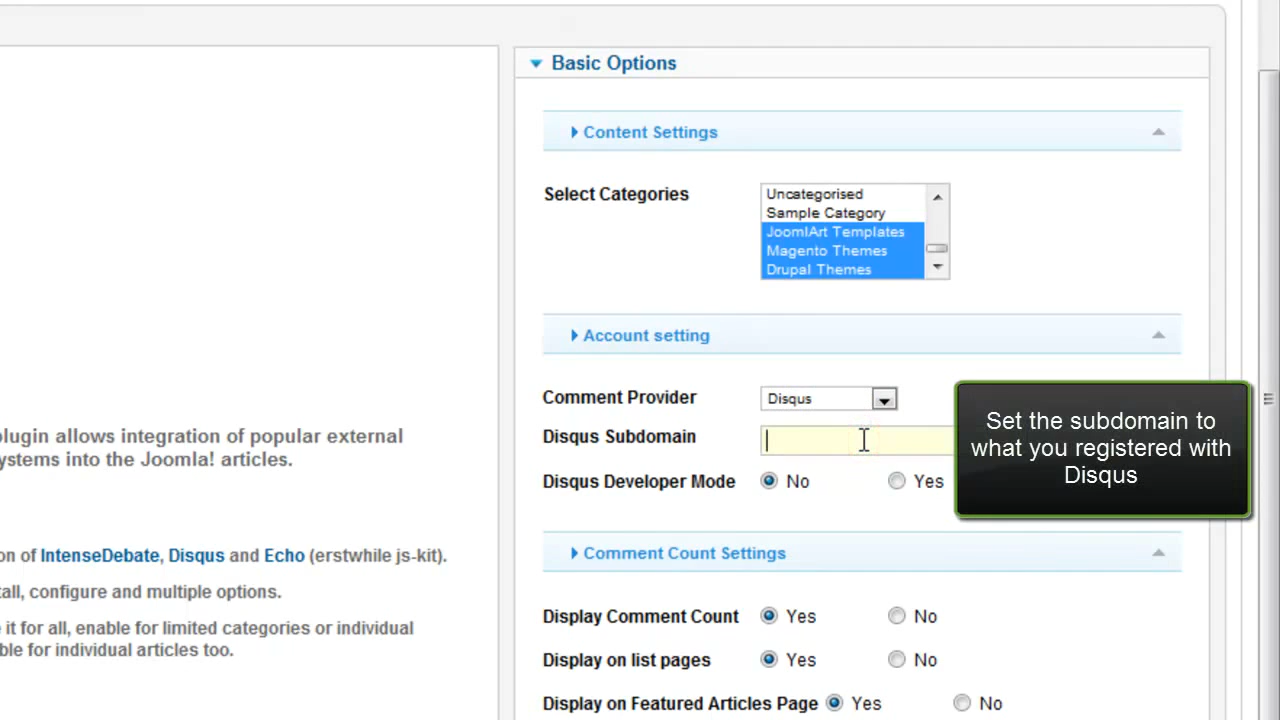 Basic Options
Content Settings
Select Categories
Uncategorised
Sample Category
JoomlArt Templates
Magento Themes
Drupal Themes
Account setting
Comment Provider Disqus
Disqus Subdomain
Disqus Developer Mode No Yes
Set the subdomain to
what you registered with
Disqus
Comment Count Settings
Display Comment Count Yes No
Display on list pages Yes No
Display on Featured Articles Page Yes No
plugin allows integration of popular external
systems into the Joomla! articles.
on of IntenseDebate, Disqus and Echo (erstwhile js-kit).
tall, configure and multiple options.
it for all, enable for limited categories or individual
ble for individual articles too.